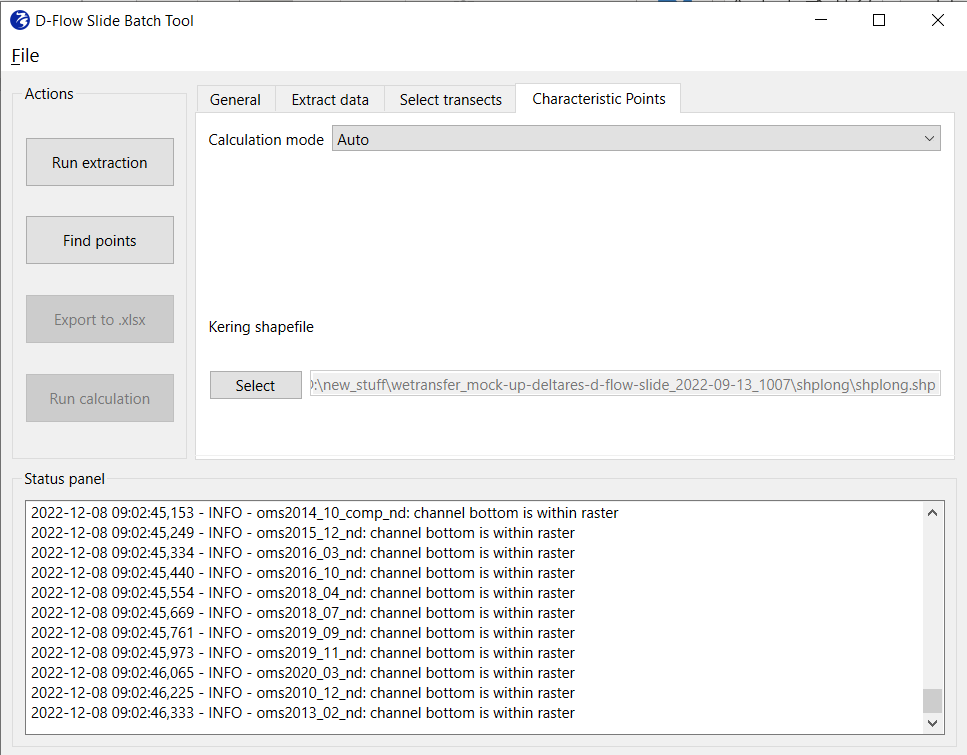 D-Flow Slide Batch Tool
File
Actions
Run extraction
Find points
Export to .xlsx
Run calculation
General
Extract data
Select transects
Characteristic Points
Calculation mode
Auto
Kering shapefile
Select
:\new_stuff\wetransfer_mock-up-deltares-d-flow-slide_2022-09-13_1007\shplong\shplong.shp
Status panel
2022-12-08 09:02:45,153 - INFO - oms2014_10_comp_nd: channel bottom is within raster
2022-12-08 09:02:45,249 - INFO - oms2015_12_nd: channel bottom is within raster
2022-12-08 09:02:45,334 - INFO - oms2016_03_nd: channel bottom is within raster
2022-12-08 09:02:45,440 - INFO - oms2016_10_nd: channel bottom is within raster
2022-12-08 09:02:45,554 - INFO - oms2018_04_nd: channel bottom is within raster
2022-12-08 09:02:45,669 - INFO - oms2018_07_nd: channel bottom is within raster
2022-12-08 09:02:45,761 - INFO - oms2019_09_nd: channel bottom is within raster
2022-12-08 09:02:45,973 - INFO - oms2019_11_nd: channel bottom is within raster
2022-12-08 09:02:46,065 - INFO - oms2020_03_nd: channel bottom is within raster
2022-12-08 09:02:46,225 - INFO - oms2010_12_nd: channel bottom is within raster
2022-12-08 09:02:46,333 - INFO - oms2013_02_nd: channel bottom is within raster